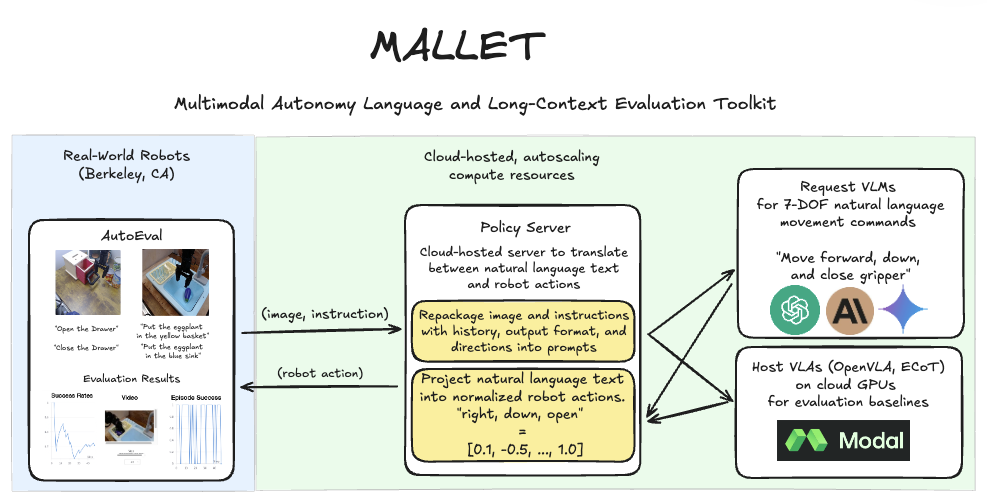 MALLET
Multimodal Autonomy Language and Long-Context Evaluation Toolkit
Real-World Robots
(Berkeley, CA)
AutoEval
"Open the Drawer"
"Close the Drawer"
"Put the eggplant
in the yellow basket"
"Put the eggplant
in the blue sink"
Evaluation Results
Success Rates
Video
Episode Success
(image, instruction)
(robot action)
Cloud-hosted, autoscaling
compute resources
Policy Server
Cloud-hosted server to translate
between natural language text
and robot actions
Repackage image and instructions
with history, output format, and
directions into prompts
Project natural language text
into normalized robot actions.
"right, down, open"
=
[0.1, -0.5, ..., 1.0]
Request VLMs
for 7-DOF natural language
movement commands
"Move forward, down,
and close gripper"
AI
Host VLAs (OpenVLA, ECoT)
on cloud GPUs
for evaluation baselines
Modal